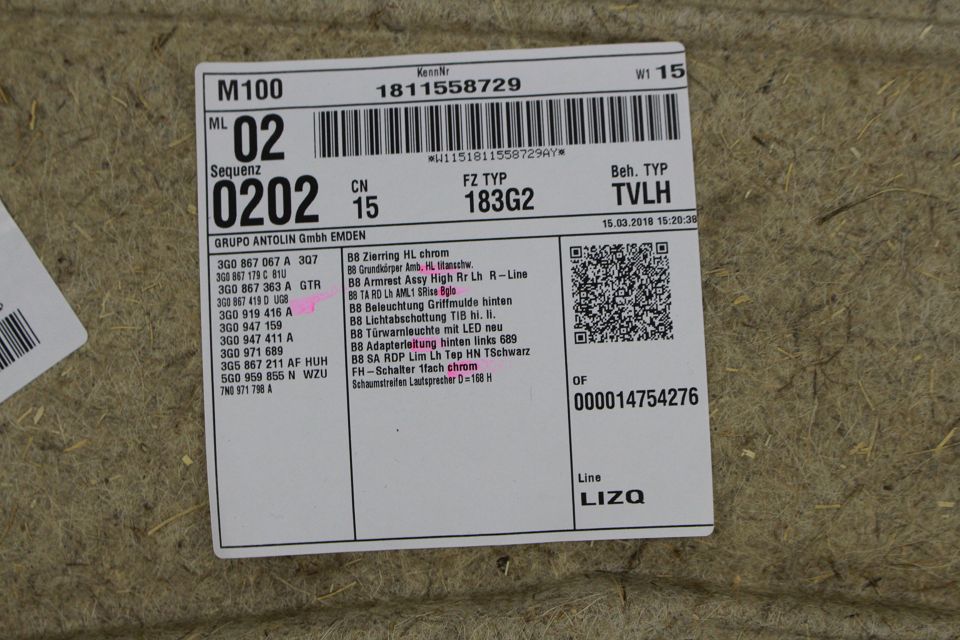 M100
KennNr
1811558729
W1 15
ML 02
*W1151811558729AY*
Sequenz
0202
CN
15
FZ TYP
183G2
Beh. TYP
TVLH
15.03.2018 15:20:38
GRUPO ANTOLIN Gmbh EMDEN
3G0 867 067 A 3Q7
3G0 867 179 C 81U
3G0 867 363 A GTR
3G0 867 419 D UG8
3G0 919 416 A
3G0 947 159
3G0 947 411 A
3G0 971 689
3G5 867 211 AF HUH
5G0 959 855 N WZU
7N0 971 798 A
B8 Zierring HL chrom
B8 Grundkörper Amb. HL titanschw.
B8 Armrest Assy High Rr Lh R-Line
B8 TA RD Lh AML1 SRise Bglo
B8 Beleuchtung Griffmulde hinten
B8 Lichtabschottung TIB hi. li.
B8 Türwarnleuchte mit LED neu
B8 Adapterleitung hinten links 689
B8 SA RDP Lim Lh Tep HN TSchwarz
FH-Schalter 1fach chrom
Schaumstreifen Lautsprecher D=168 H
OF
000014754276
Line
LIZQ